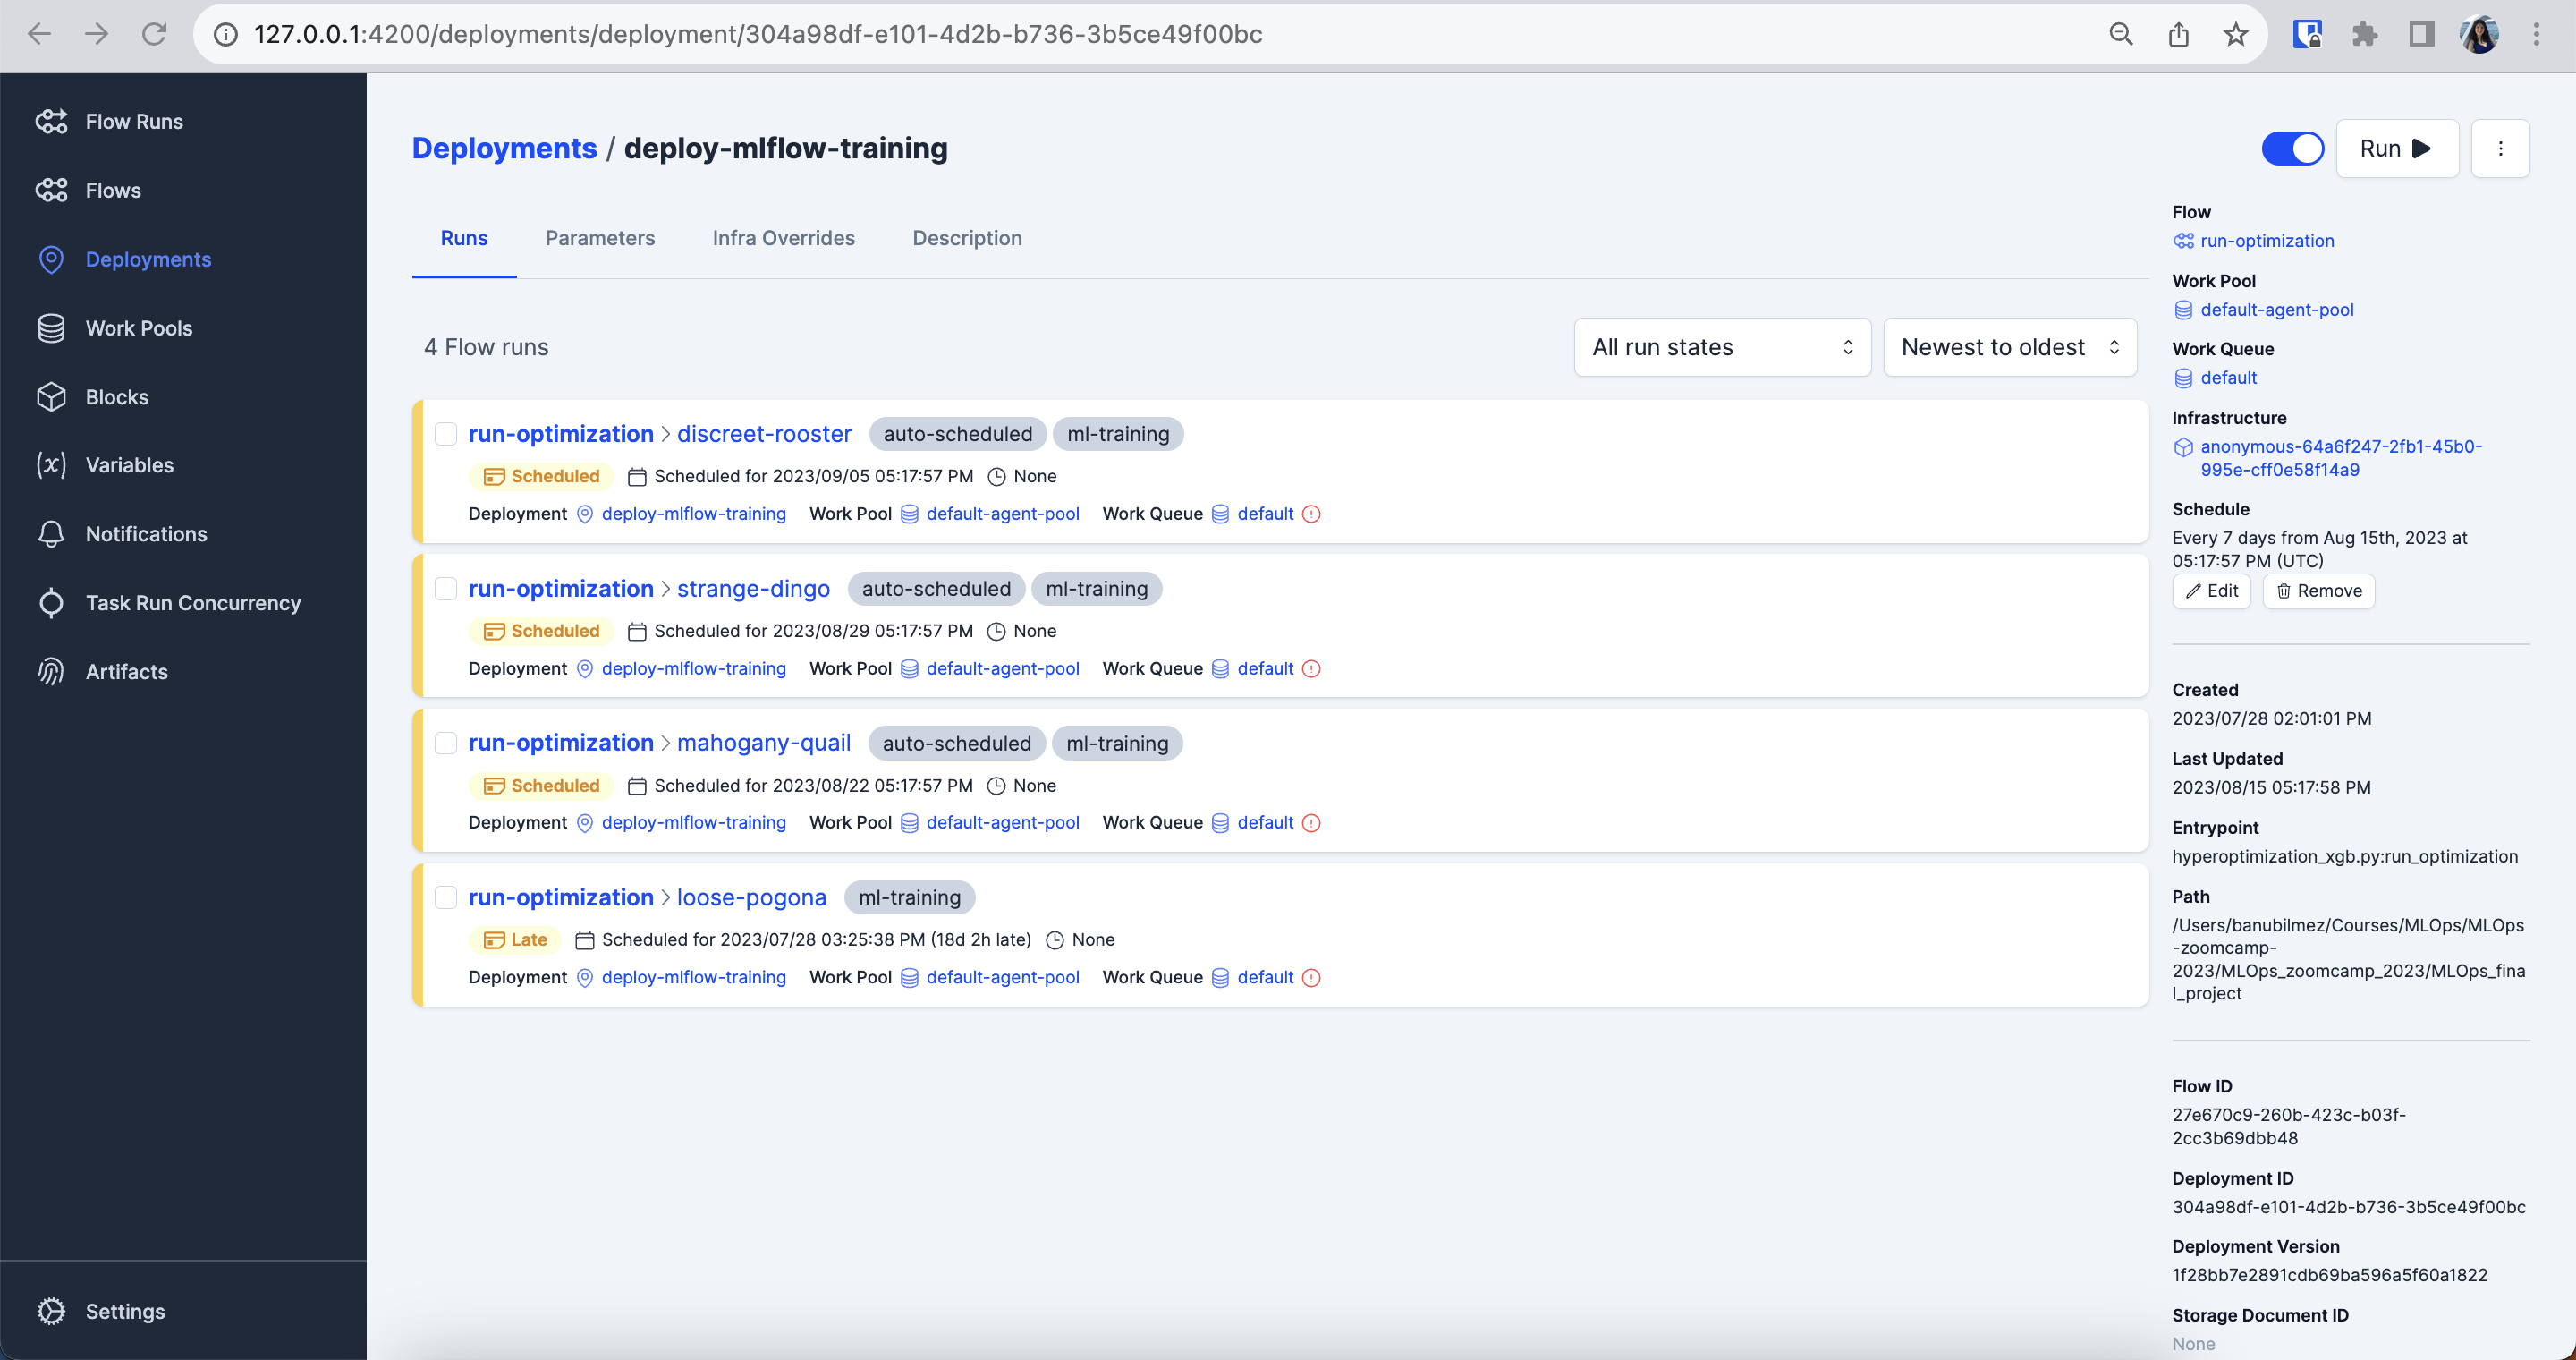 127.0.0.1:4200/deployments/deployment/304a98df-e101-4d2b-b736-3b5ce49f00bc
Flow Runs
Flows
Deployments
Work Pools
Blocks
(x) Variables
Notifications
Task Run Concurrency
Artifacts
Settings
Deployments / deploy-mlflow-training
Run
Runs Parameters Infra Overrides Description
4 Flow runs
All run states
Newest to oldest
run-optimization > discreet-rooster auto-scheduled ml-training
Scheduled Scheduled for 2023/09/05 05:17:57 PM None
Deployment deploy-mlflow-training Work Pool default-agent-pool Work Queue default
run-optimization > strange-dingo auto-scheduled ml-training
Scheduled Scheduled for 2023/08/29 05:17:57 PM None
Deployment deploy-mlflow-training Work Pool default-agent-pool Work Queue default
run-optimization > mahogany-quail auto-scheduled ml-training
Scheduled Scheduled for 2023/08/22 05:17:57 PM None
Deployment deploy-mlflow-training Work Pool default-agent-pool Work Queue default
run-optimization > loose-pogona ml-training
Late Scheduled for 2023/07/28 03:25:38 PM (18d 2h late) None
Deployment deploy-mlflow-training Work Pool default-agent-pool Work Queue default
Flow
run-optimization
Work Pool
default-agent-pool
Work Queue
default
Infrastructure
anonymous-64a6f247-2fb1-45b0-
995e-cff0e58f14a9
Schedule
Every 7 days from Aug 15th, 2023 at
05:17:57 PM (UTC)
Edit Remove
Created
2023/07/28 02:01:01 PM
Last Updated
2023/08/15 05:17:58 PM
Entrypoint
hyperoptimization_xgb.py:run_optimization
Path
/Users/banubilmez/Courses/MLOps/MLOps
-zoomcamp-
2023/MLOps_zoomcamp_2023/MLOps_fina
l_project
Flow ID
27e670c9-260b-423c-b03f-
2cc3b69dbb48
Deployment ID
304a98df-e101-4d2b-b736-3b5ce49f00bc
Deployment Version
1f28bb7e2891cdb69ba596a5f60a1822
Storage Document ID
None